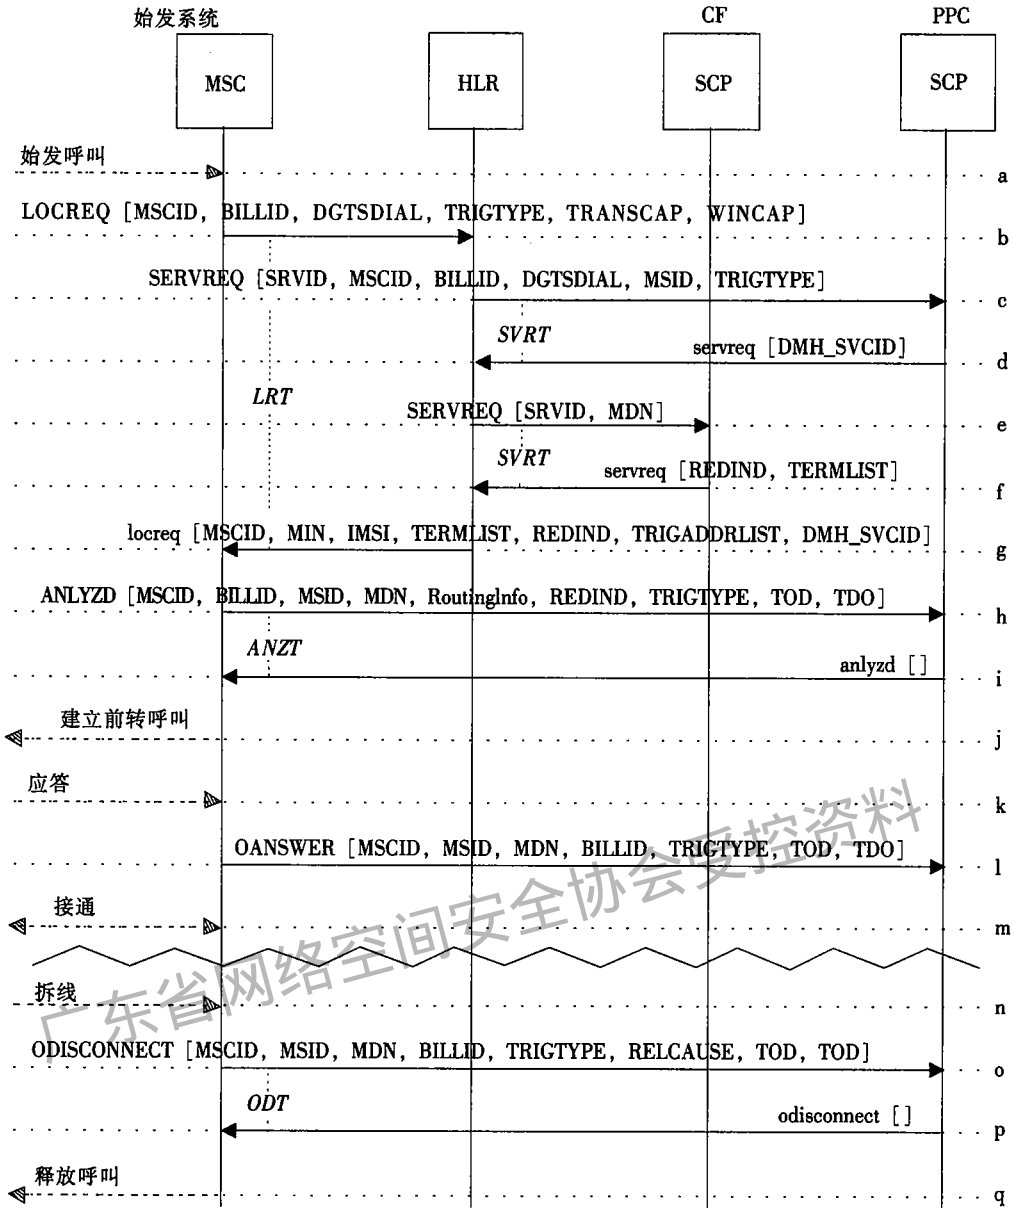 始发系统
CF
PPC
MSC
HLR
SCP
SCP
始发呼叫
a
LOCREQ [MSCID, BILLID, DGTSDIAL, TRIGTYPE, TRANSCAP, WINCAP]
b
SERVREQ [SRVID, MSCID, BILLID, DGTSDIAL, MSID, TRIGTYPE]
c
SVRT
servreq [DMH_SVCID]
d
LRT
SERVREQ [SRVID, MDN]
e
SVRT
servreq [REDIND, TERMLIST]
f
locreq [MSCID, MIN, IMSI, TERMLIST, REDIND, TRIGADDRLIST, DMH_SVCID]
g
ANLYZD [MSCID, BILLID, MSID, MDN, RoutingInfo, REDIND, TRIGTYPE, TOD, TDO]
h
ANZT
anlyzd []
i
建立前转呼叫
j
应答
k
OANSWER [MSCID, MSID, MDN, BILLID, TRIGTYPE, TOD, TDO]
l
接通
m
拆线
n
ODISCONNECT [MSCID, MSID, MDN, BILLID, TRIGTYPE, RELCAUSE, TOD, TOD]
o
ODT
odisconnect []
p
释放呼叫
q
广东省网络空间安全协会受控资料